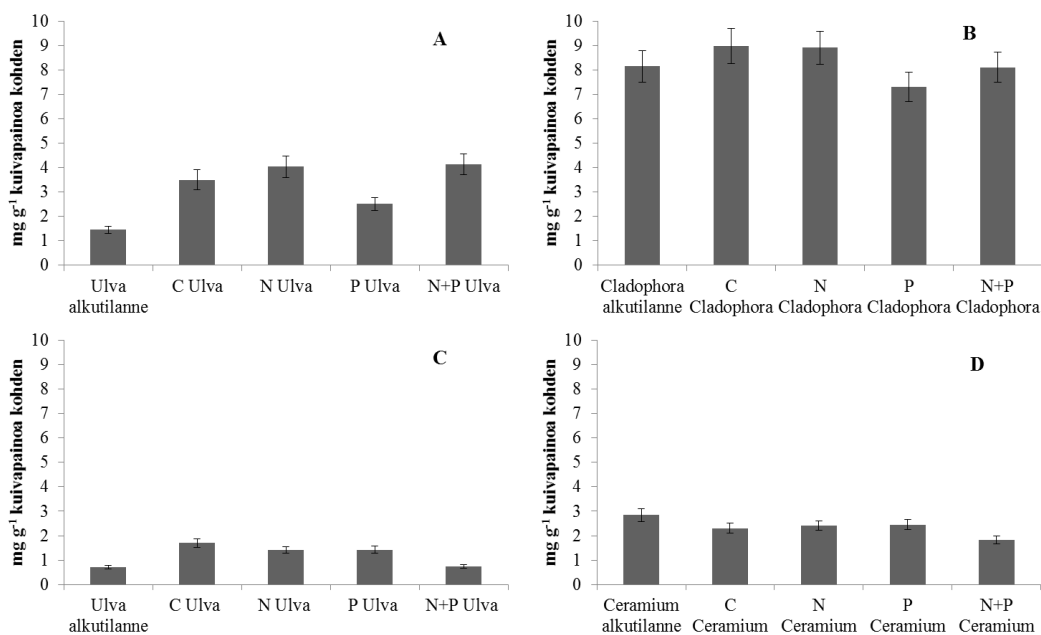 A
mg g⁻¹ kuivapainoa kohden
10
9
8
7
6
5
4
3
2
1
0
Ulva C Ulva N Ulva P Ulva N+P Ulva
alkutilanne
B
mg g⁻¹ kuivapainoa kohden
10
9
8
7
6
5
4
3
2
1
0
Cladophora C N P N+P
alkutilanne Cladophora Cladophora Cladophora Cladophora
C
mg g⁻¹ kuivapainoa kohden
10
9
8
7
6
5
4
3
2
1
0
Ulva C Ulva N Ulva P Ulva N+P Ulva
alkutilanne
D
mg g⁻¹ kuivapainoa kohden
10
9
8
7
6
5
4
3
2
1
0
Ceramium C N P N+P
alkutilanne Ceramium Ceramium Ceramium Ceramium